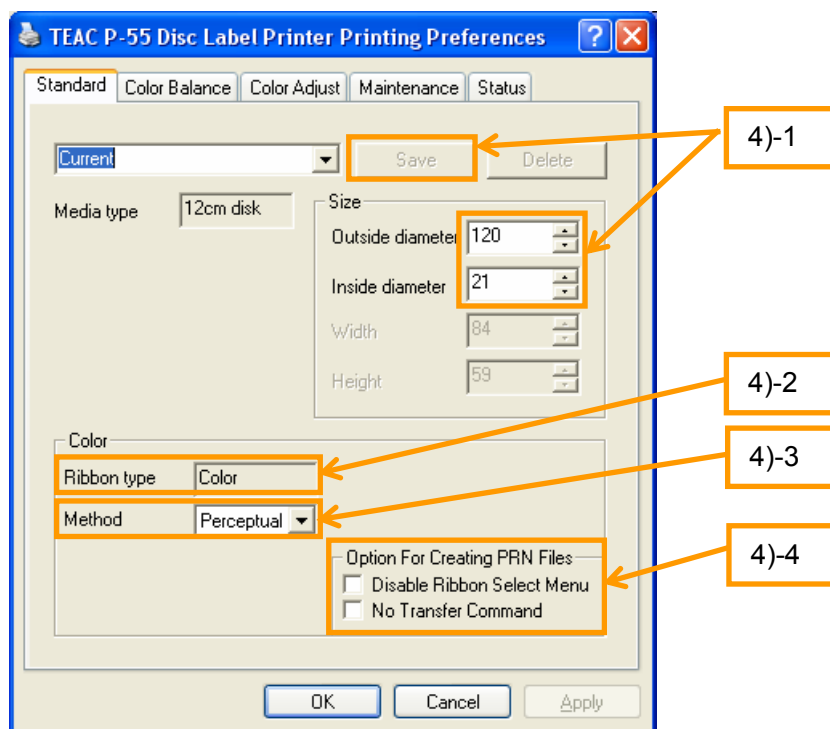 TEAC P-55 Disc Label Printer Printing Preferences
Standard Color Balance Color Adjust Maintenance Status
4)-1
Current Save Delete
Media type 12cm disk
Size
Outside diameter 120
Inside diameter 21
Width 84
Height 59
4)-2
Color
4)-3
Ribbon type Color
Method Perceptual
4)-4
Option For Creating PRN Files
Disable Ribbon Select Menu
No Transfer Command
OK Cancel Apply